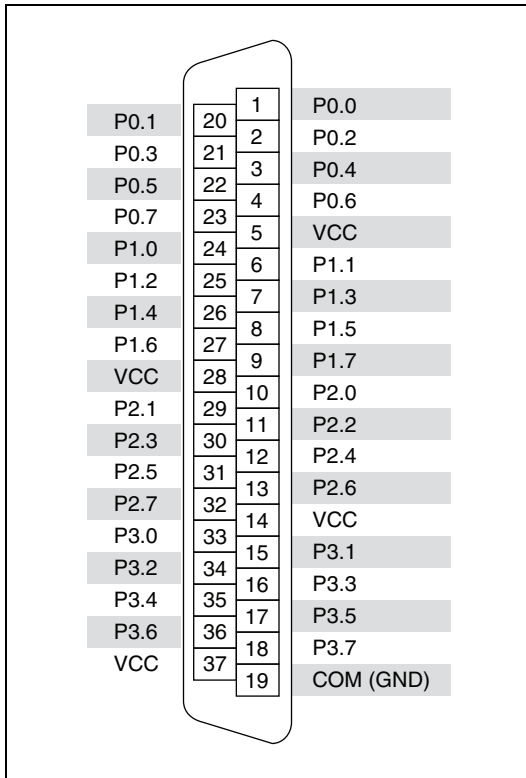 1 P0.0
P0.1 20
2 P0.2
P0.3 21
3 P0.4
P0.5 22
4 P0.6
P0.7 23
5 VCC
P1.0 24
6 P1.1
P1.2 25
7 P1.3
P1.4 26
8 P1.5
P1.6 27
9 P1.7
VCC 28
10 P2.0
P2.1 29
11 P2.2
P2.3 30
12 P2.4
P2.5 31
13 P2.6
P2.7 32
14 VCC
P3.0 33
15 P3.1
P3.2 34
16 P3.3
P3.4 35
17 P3.5
P3.6 36
18 P3.7
VCC 37
19 COM (GND)